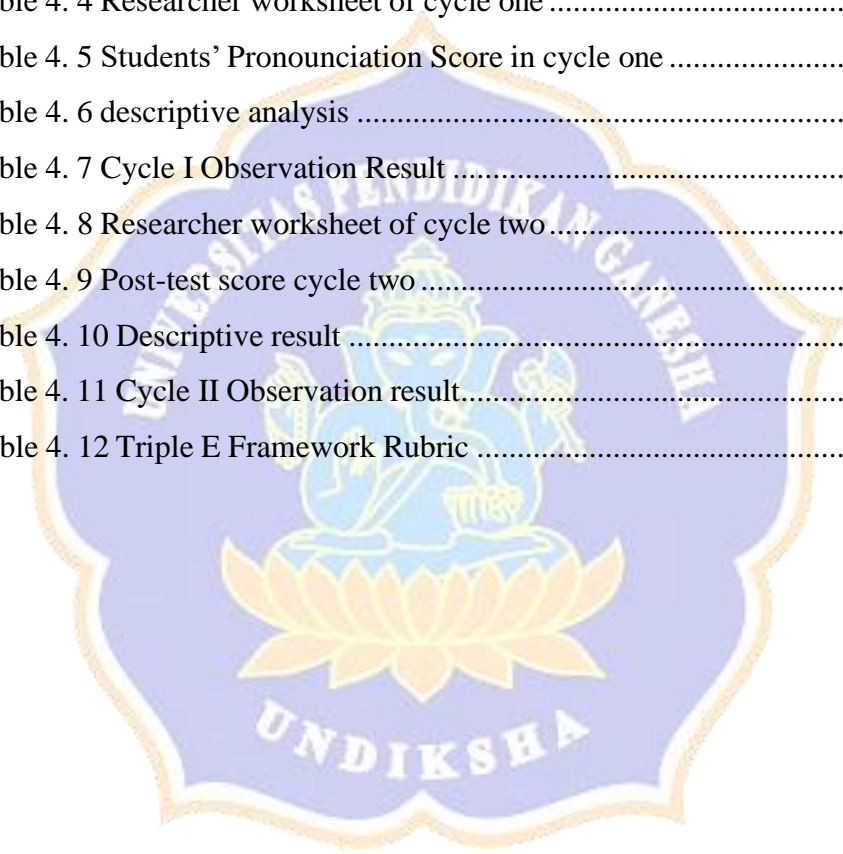 ble 4. 4 Researcher worksheet of cycle one ....................................................
ble 4. 5 Students' Pronounciation Score in cycle one ..............................
ble 4. 6 descriptive analysis ....................................................................
ble 4. 7 Cycle I Observation Result .......................................................
ble 4. 8 Researcher worksheet of cycle two..........................................
ble 4. 9 Post-test score cycle two ...........................................................
ble 4. 10 Descriptive result .....................................................................
ble 4. 11 Cycle II Observation result......................................................
ble 4. 12 Triple E Framework Rubric ....................................................
UNIVERSITAS PENDIDIKAN GANESHA
UNDIKSHA